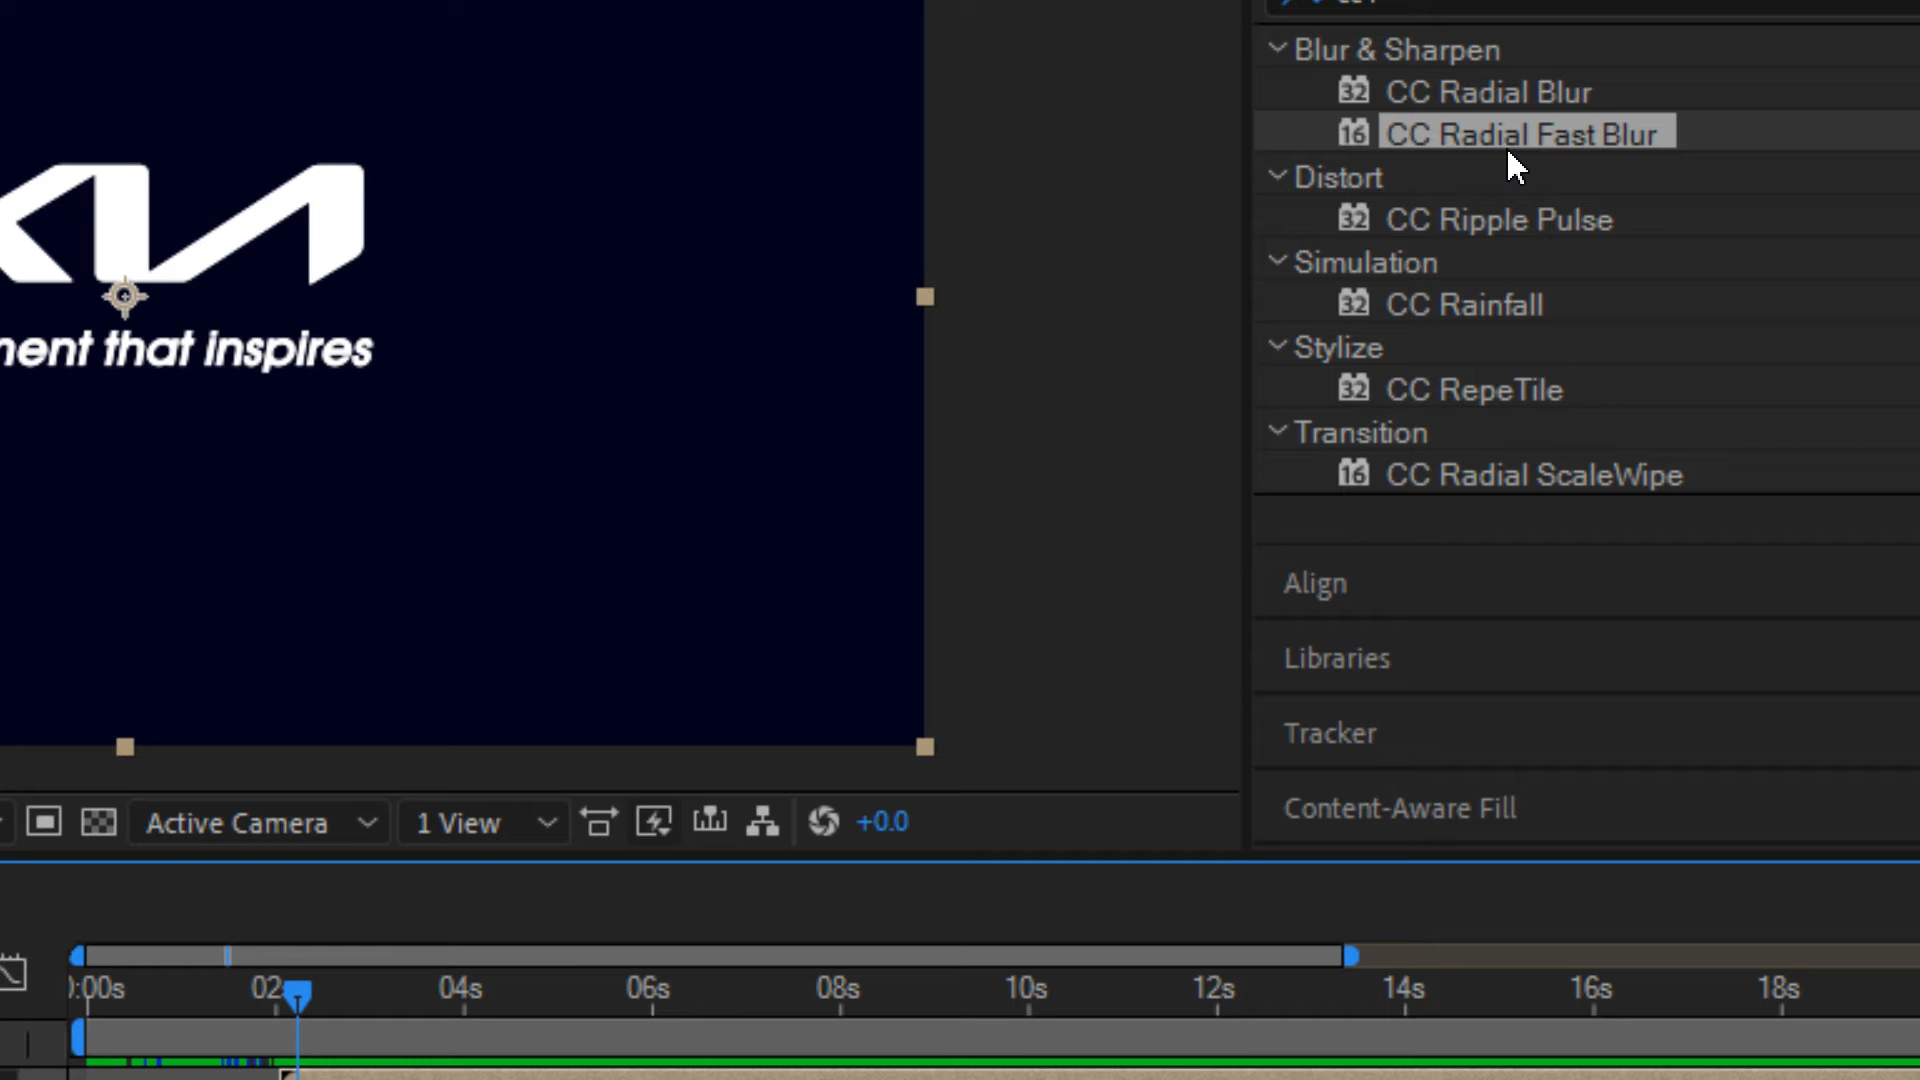 Blur & Sharpen
32 CC Radial Blur
16 CC Radial Fast Blur
Distort
32 CC Ripple Pulse
Simulation
32 CC Rainfall
Stylize
32 CC RepeTile
Transition
16 CC Radial ScaleWipe
KIA
that inspires
Align
Libraries
Tracker
Content-Aware Fill
Active Camera 1 View +0.0
:00s 02s 04s 06s 08s 10s 12s 14s 16s 18s